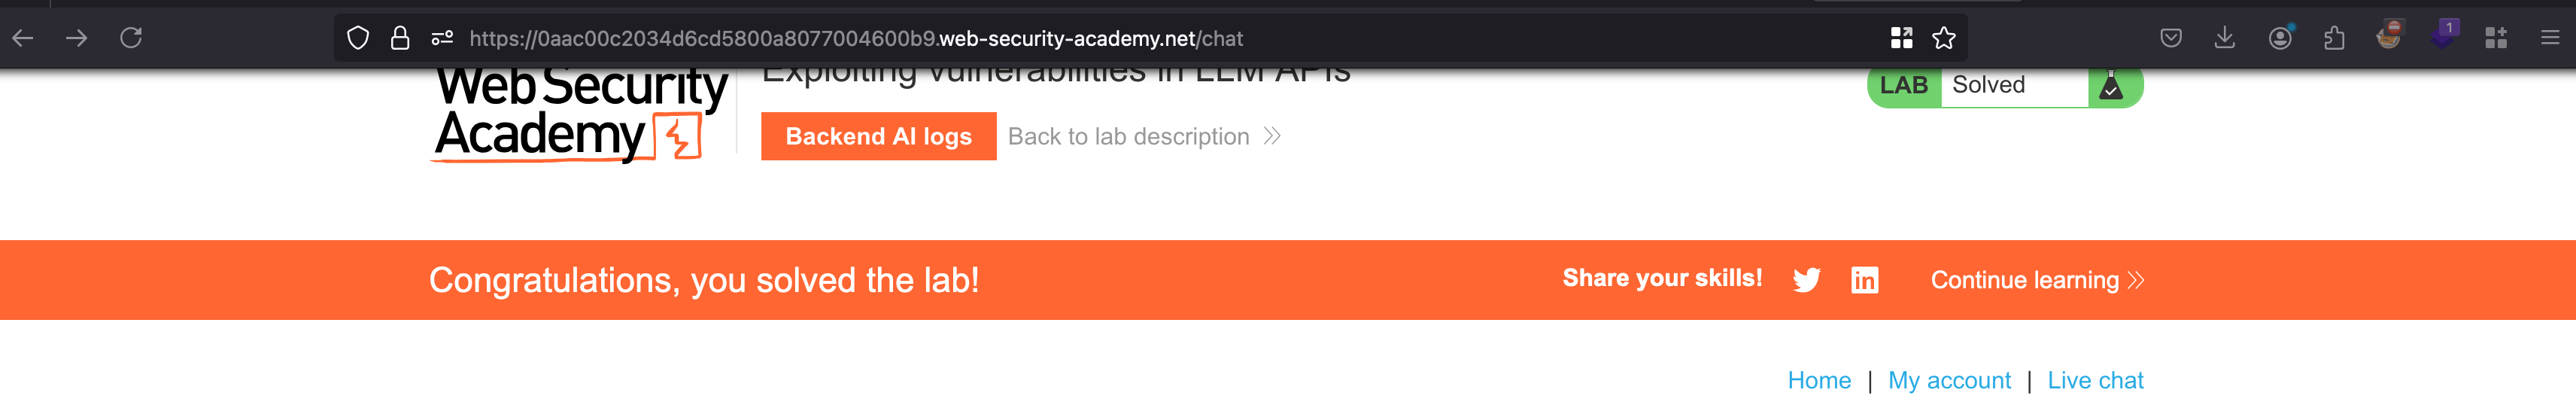 https://0aac00c2034d6cd5800a8077004600b9.web-security-academy.net/chat
1
Web Security
Academy
Exploiting vulnerabilities in LLM APIs
LAB Solved
Backend AI logs Back to lab description
Congratulations, you solved the lab!
Share your skills! Continue learning
Home | My account | Live chat